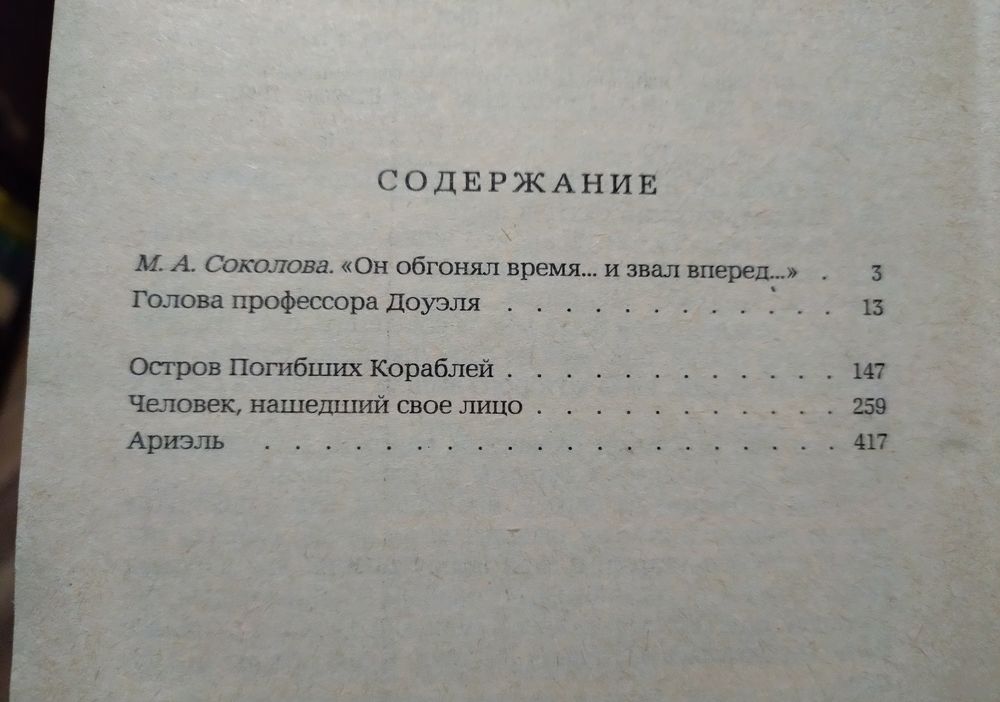 СОДЕРЖАНИЕ
М. А. Соколова. «Он обгонял время... и звал вперед...» . 3
Голова профессора Доуэля . . . . . . . . . . . . 13
Остров Погибших Кораблей . . . . . . . . . . . . 147
Человек, нашедший свое лицо . . . . . . . . . . . 259
Ариэль . . . . . . . . . . . . . . . . . . . . 417